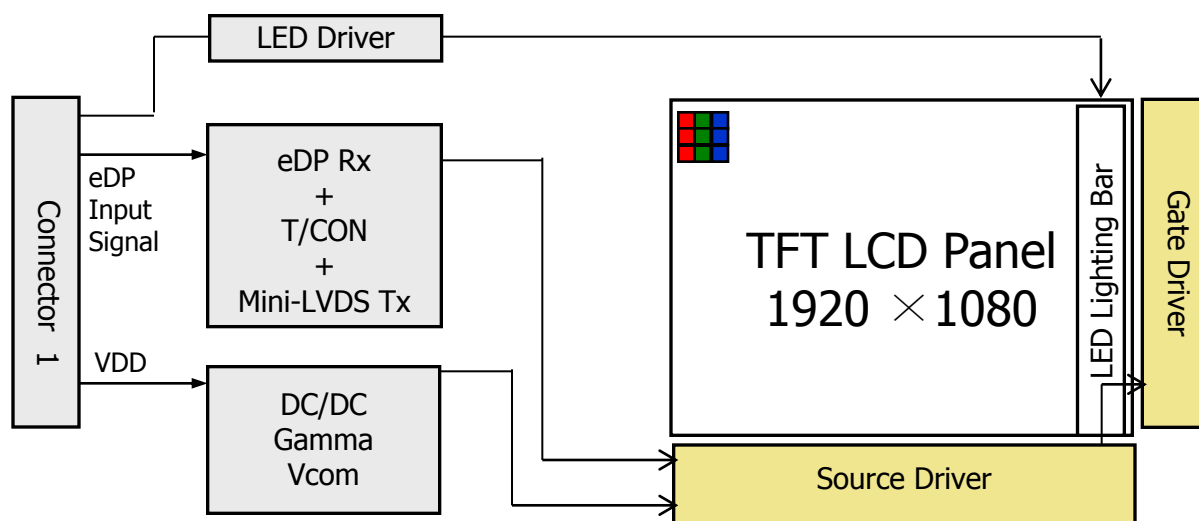 LED Driver
Connector 1
eDP
Input
Signal
eDP Rx
+
T/CON
+
Mini-LVDS Tx
VDD
DC/DC
Gamma
Vcom
TFT LCD Panel
1920 ×1080
LED Lighting Bar
Gate Driver
Source Driver